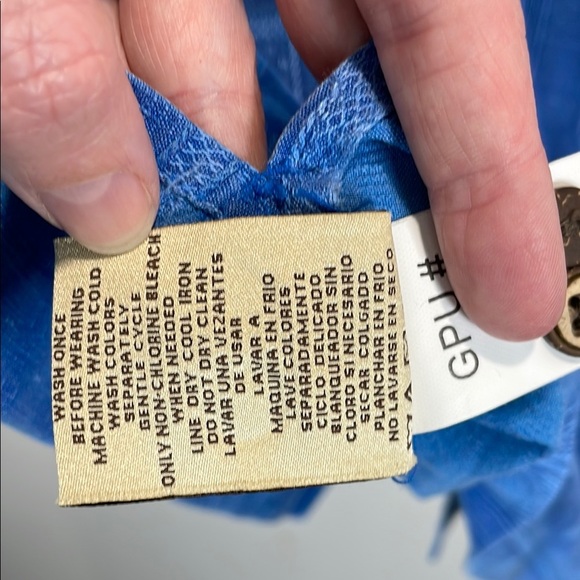 WASH ONCE
BEFORE WEARING
MACHINE WASH COLD
WASH COLORS
SEPARATELY
GENTLE CYCLE
ONLY NON-CHLORINE BLEACH
WHEN NEEDED
LINE DRY. COOL IRON
DO NOT DRY CLEAN
LAVAR UNA VEZANTES
DE USAR
LAVAR A
MAQUINA EN FRIO
LAVE COLORES
SEPARADAMENTE
CICLO DELICADO
BLANQUEADOR SIN
CLORO SI NECESARIO
SECAR COLGADO
PLANCHAR EN FRIO
NO LAVARSE EN SECO
GPU #